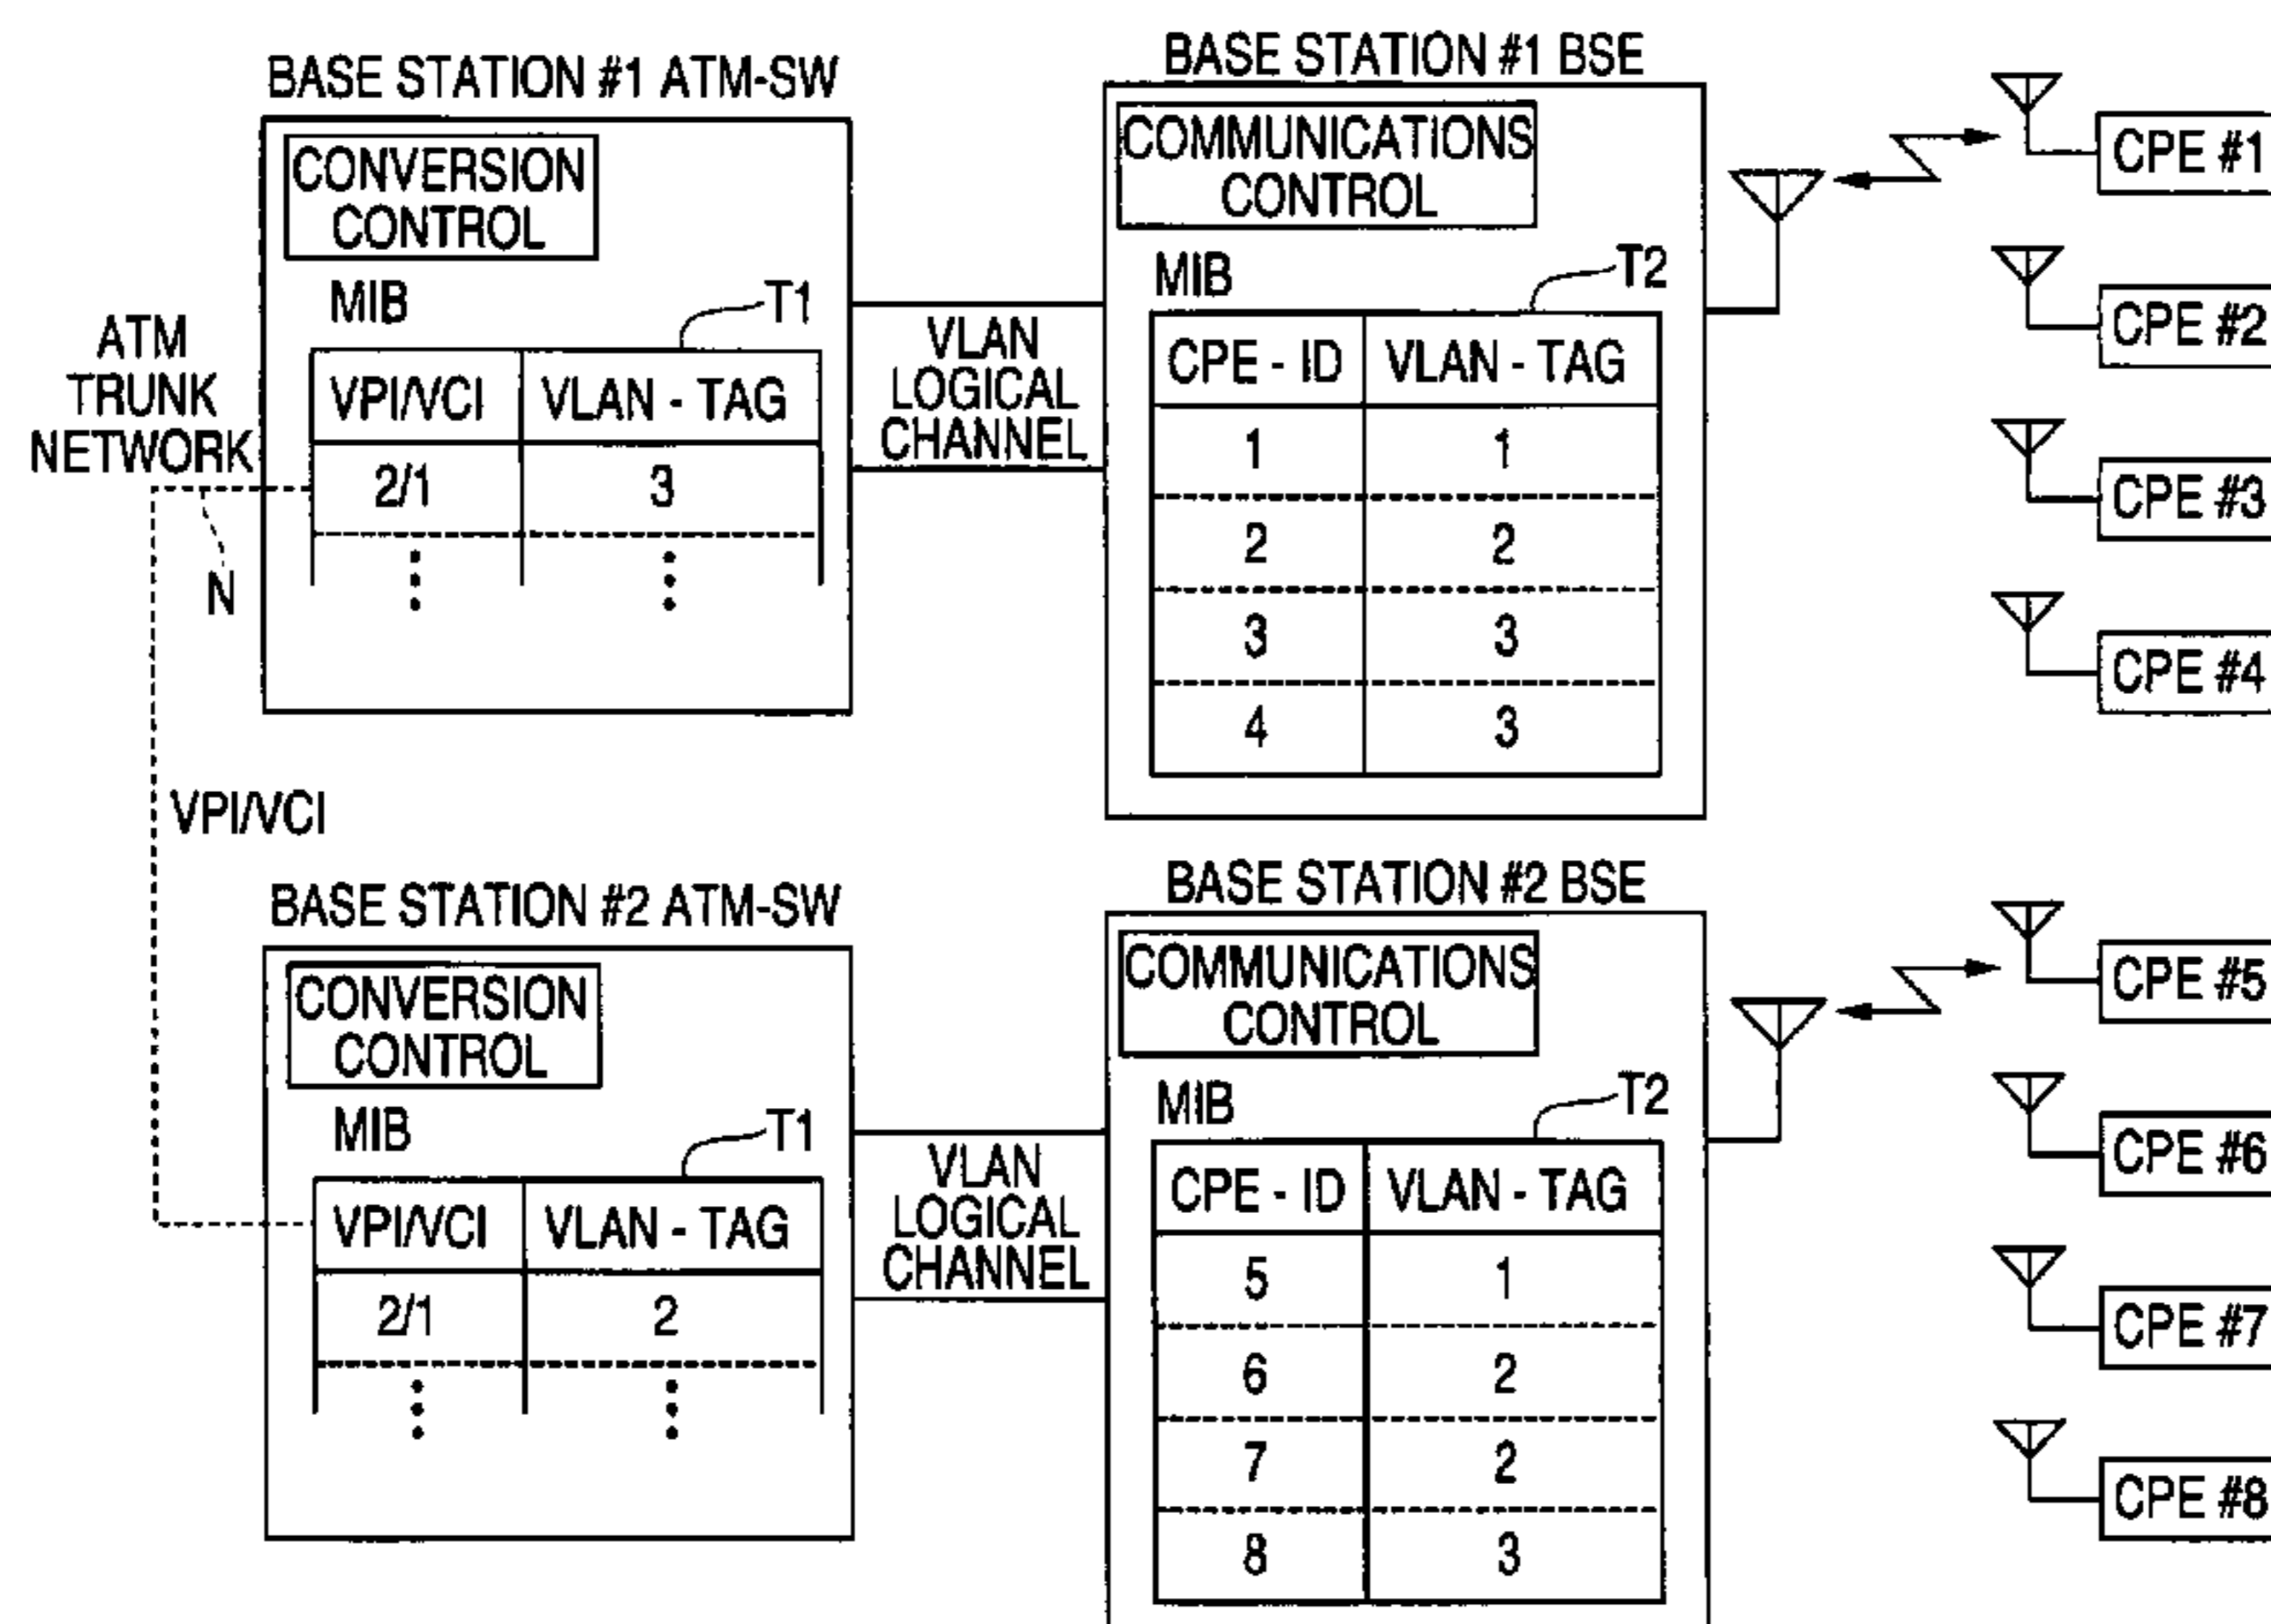 BASE STATION #1 ATM-SW
CONVERSION
CONTROL
MIB
T1
VPI/VCI VLAN - TAG
2/1 3
ATM
TRUNK
NETWORK
N
VPI/VCI
VLAN
LOGICAL
CHANNEL
BASE STATION #1 BSE
COMMUNICATIONS
CONTROL
MIB
T2
CPE - ID VLAN - TAG
1 1
2 2
3 3
4 3
CPE #1
CPE #2
CPE #3
CPE #4
BASE STATION #2 ATM-SW
CONVERSION
CONTROL
MIB
T1
VPI/VCI VLAN - TAG
2/1 2
VLAN
LOGICAL
CHANNEL
BASE STATION #2 BSE
COMMUNICATIONS
CONTROL
MIB
T2
CPE - ID VLAN - TAG
5 1
6 2
7 2
8 3
CPE #5
CPE #6
CPE #7
CPE #8